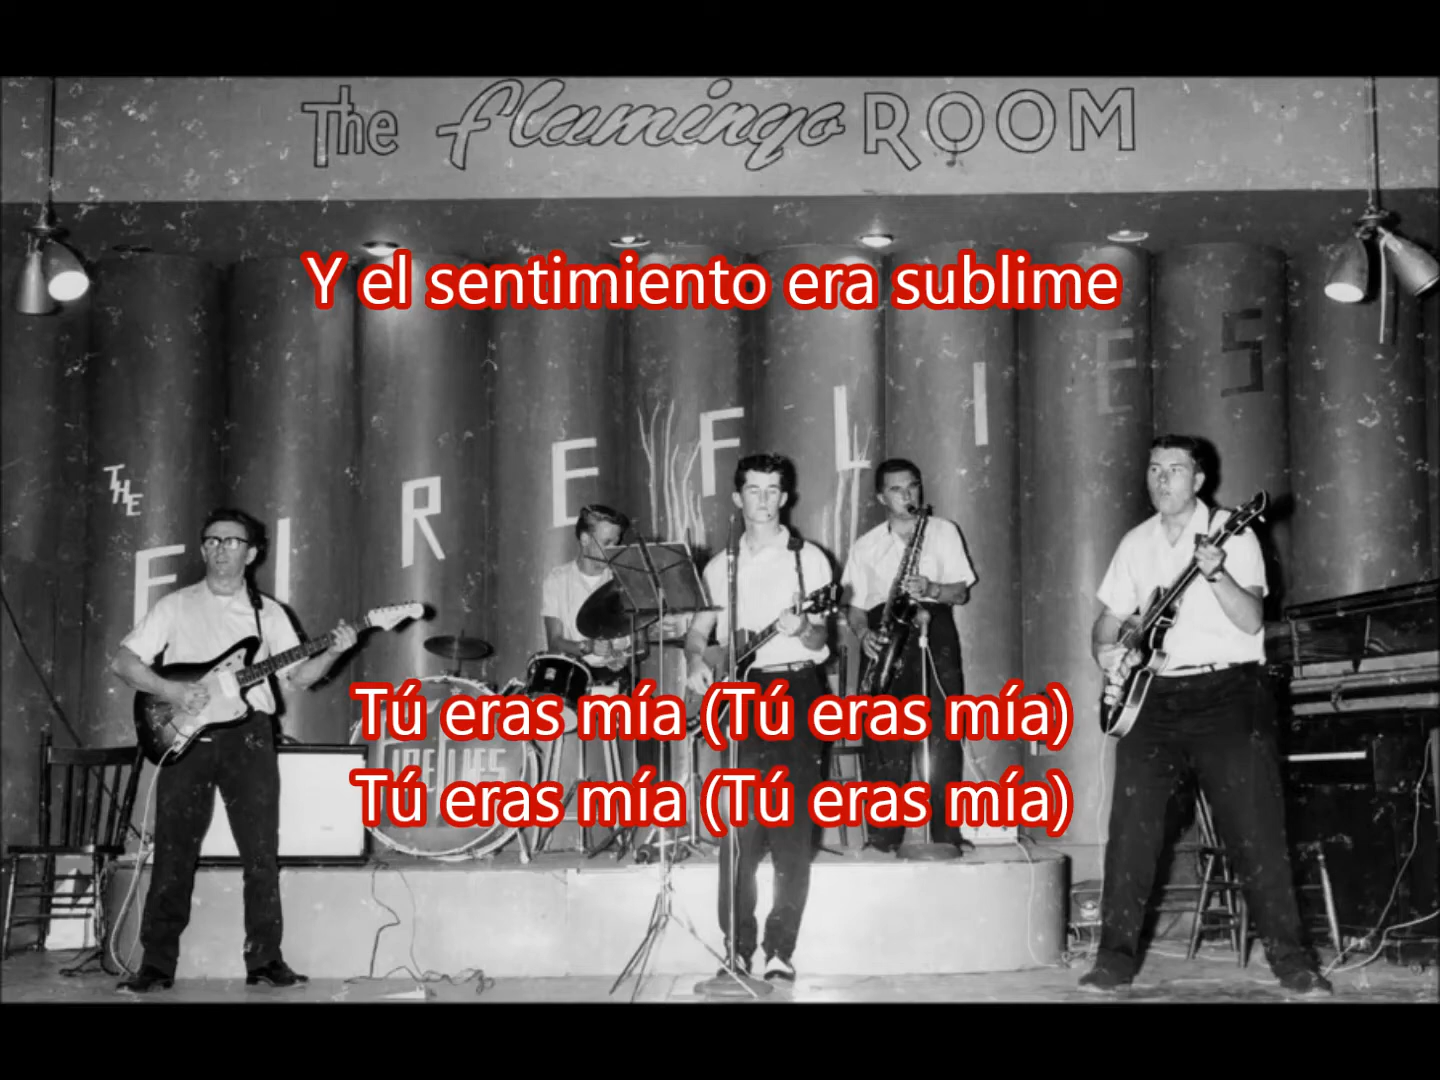 The flamingo ROOM
Y el sentimiento era sublime
THE
FIREFLIES
Tú eras mía (Tú eras mía)
FIREFLIES
Tú eras mía (Tú eras mía)